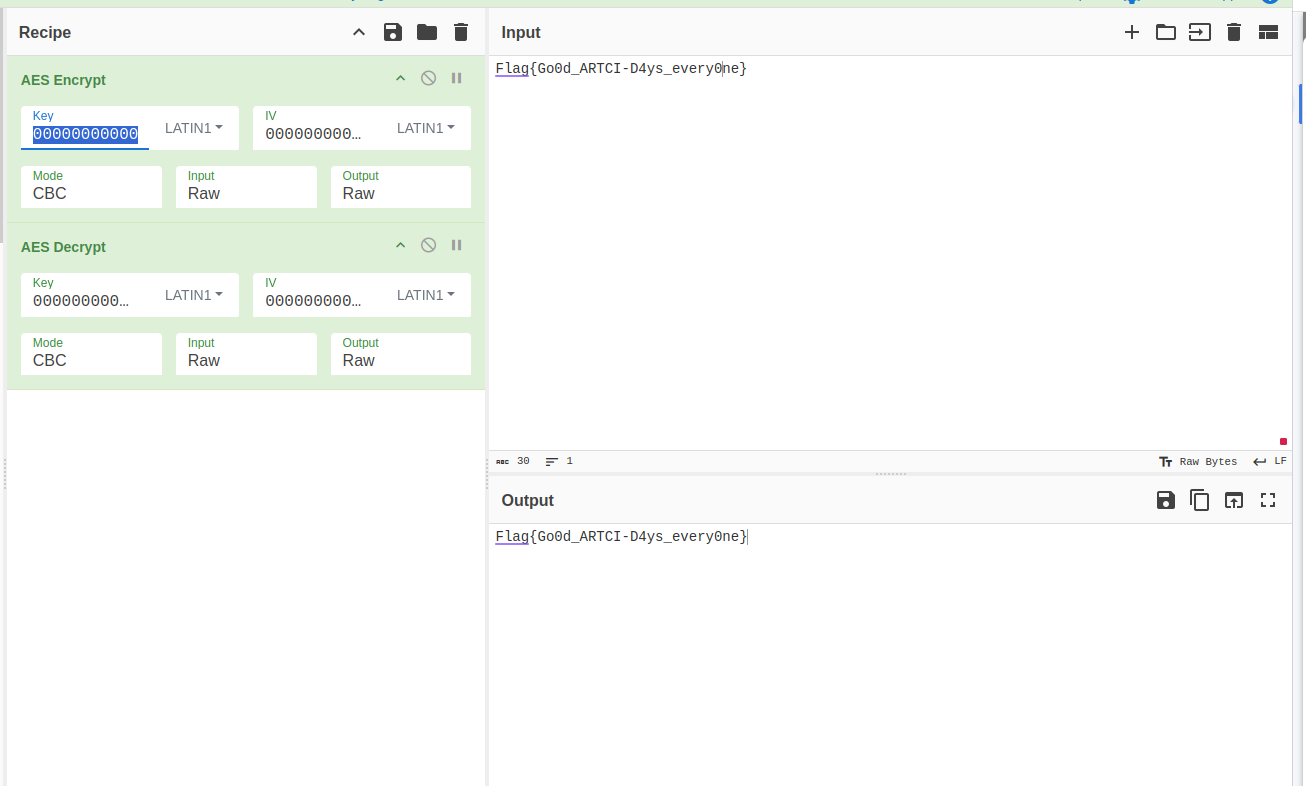 Recipe
AES Encrypt
Key
00000000000
LATIN1
IV
000000000…
LATIN1
Mode
CBC
Input
Raw
Output
Raw
AES Decrypt
Key
000000000…
LATIN1
IV
000000000…
LATIN1
Mode
CBC
Input
Raw
Output
Raw
Input
Flag{Go0d_ARTCI-D4ys_every0ne}
ABC 30 1
Tт Raw Bytes LF
Output
Flag{Go0d_ARTCI-D4ys_every0ne}